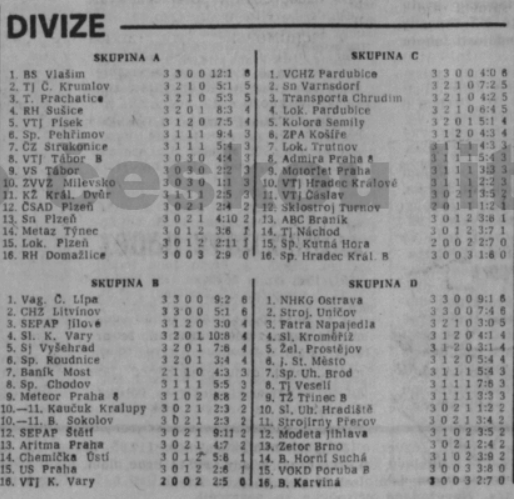 DIVIZE
SKUPINA A
1. BS Vlašim 3 3 0 0 12:1 6
2. TJ Č. Krumlov 3 2 1 0 5:1 5
3. T. Prachatice 3 2 1 0 5:3 5
4. RH Sušice 3 2 0 1 8:3 4
5. VTJ Písek 3 1 2 0 7:5 4
6. Sp. Pelhřimov 3 1 1 1 9:4 3
7. ČZ Strakonice 3 1 1 1 5:4 3
8. VTJ Tábor B 3 0 3 0 4:4 3
9. VS Tábor 3 0 3 0 2:2 3
10. ZVVZ Milevsko 3 0 3 0 1:1 3
11. KZ Král. Dvůr 3 1 1 1 2:5 3
12. ČSAD Plzeň 3 0 2 1 2:4 2
13. Sn Plzeň 3 0 2 1 4:10 2
14. Metaz Týnec 3 0 1 2 3:6 1
15. Lok. Plzeň 3 0 1 2 2:11 1
16. RH Domažlice 3 0 0 3 2:9 0
SKUPINA B
1. Vag. Č. Lípa 3 3 0 0 9:2 6
2. CHZ Litvínov 3 3 0 0 5:1 6
3. SEPAP Jílové 3 1 2 0 3:0 4
4. Sl. K. Vary 3 2 0 1 10:6 4
5. Sj Vyšehrad 3 2 0 1 7:6 4
6. Sp. Roudnice 3 2 0 1 3:4 4
7. Baník Most 2 1 1 0 4:3 3
8. Sp. Chodov 3 1 1 1 5:5 3
9. Meteor Praha 8 3 1 0 2 8:8 2
10.—11. Kaučuk Kralupy 3 0 2 1 2:3 2
10.—11. B. Sokolov 3 0 2 1 2:3 2
12. SEPAP Štětí 3 0 2 1 9:11 2
13. Aritma Praha 3 0 2 1 4:7 2
14. Chemička Ústí 3 0 1 2 5:6 1
15. US Praha 3 0 1 2 2:6 1
16. VTJ K. Vary 2 0 0 2 2:5 0
SKUPINA C
1. VCHZ Pardubice 3 3 0 0 4:0 6
2. Sn Varnsdorf 3 2 1 0 7:2 5
3. Transporta Chrudim 3 2 1 0 4:2 5
4. Lok. Pardubice 3 2 1 0 6:4 5
5. Kolora Semily 3 2 0 1 5:1 4
6. ZPA Košíře 3 1 2 0 4:3 4
7. Lok. Trutnov 3 1 1 1 4:3 3
8. Admira Praha 8 3 1 1 1 5:4 3
9. Motorlet Praha 3 1 1 1 3:3 3
10. VTJ Hradec Králové 3 1 1 1 2:2 3
11. VTJ Čáslav 3 0 2 1 3:5 2
12. Sklostroj Turnov 2 0 1 1 1:2 1
13. ABC Braník 3 0 1 2 3:6 1
14. Tj Náchod 3 0 1 2 3:7 1
15. Sp. Kutná Hora 2 0 0 2 2:7 0
16. Sp. Hradec Král. B 3 0 0 3 1:6 0
SKUPINA D
1. NHKG Ostrava 3 3 0 0 9:1 6
2. Stroj. Uničov 3 3 0 0 7:4 6
3. Fatra Napajedla 3 2 1 0 3:0 5
4. Sl. Kroměříž 3 1 2 0 4:1 4
5. Žel. Prostějov 3 1 2 0 3:1 4
6. J. St. Město 3 1 2 0 5:4 4
7. Sp. Uh. Brod 3 1 1 1 5:4 3
8. Tj Veselí 3 1 1 1 7:6 3
9. TŽ Třinec B 3 1 1 1 3:3 3
10. Sl. Uh. Hradiště 3 0 2 1 1:2 2
11. Strojírny Přerov 3 0 2 1 3:4 2
12. Modeta Jihlava 3 1 0 2 3:5 2
13. Zetor Brno 3 0 2 1 2:4 2
14. B. Horní Suchá 3 1 0 2 3:9 2
15. VOKD Poruba B 3 0 0 3 3:8 0
16. B. Karviná 3 0 0 3 2:7 0